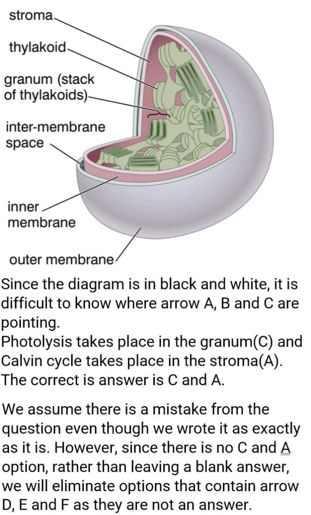 stroma
thylakoid
granum (stack
of thylakoids)
inter-membrane
space
inner
membrane
outer membrane
Since the diagram is in black and white, it is
difficult to know where arrow A, B and C are
pointing.
Photolysis takes place in the granum(C) and
Calvin cycle takes place in the stroma(A).
The correct is answer is C and A.
We assume there is a mistake from the
question even though we wrote it as exactly
as it is. However, since there is no C and A
option, rather than leaving a blank answer,
we will eliminate options that contain arrow
D, E and F as they are not an answer.